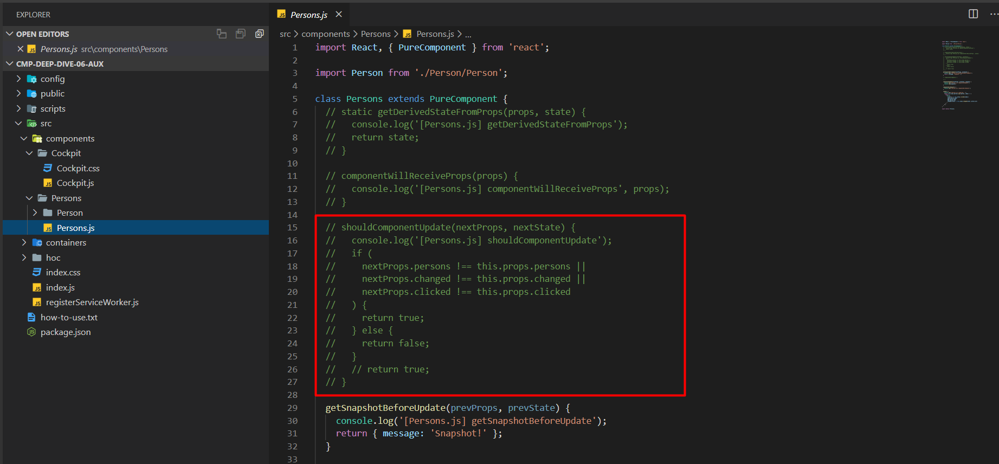 EXPLORER
OPEN EDITORS
Persons.js src\components\Persons
CMP-DEEP-DIVE-06-AUX
config
public
scripts
src
components
Cockpit
Cockpit.css
Cockpit.js
Persons
Person
Persons.js
containers
hoc
index.css
index.js
registerServiceWorker.js
how-to-use.txt
package.json
Persons.js
src > components > Persons > Persons.js > ...
1 import React, { PureComponent } from 'react';
2
3 import Person from './Person/Person';
4
5 class Persons extends PureComponent {
6 // static getDerivedStateFromProps(props, state) {
7 //   console.log('[Persons.js] getDerivedStateFromProps');
8 //   return state;
9 // }
10
11 // componentWillReceiveProps(props) {
12 //   console.log('[Persons.js] componentWillReceiveProps', props);
13 // }
14
15 // shouldComponentUpdate(nextProps, nextState) {
16 //   console.log('[Persons.js] shouldComponentUpdate');
17 //   if (
18 //     nextProps.persons !== this.props.persons ||
19 //     nextProps.changed !== this.props.changed ||
20 //     nextProps.clicked !== this.props.clicked
21 //   ) {
22 //     return true;
23 //   } else {
24 //     return false;
25 //   }
26 //   // return true;
27 // }
28
29 getSnapshotBeforeUpdate(prevProps, prevState) {
30   console.log('[Persons.js] getSnapshotBeforeUpdate');
31   return { message: 'Snapshot!' };
32 }
33